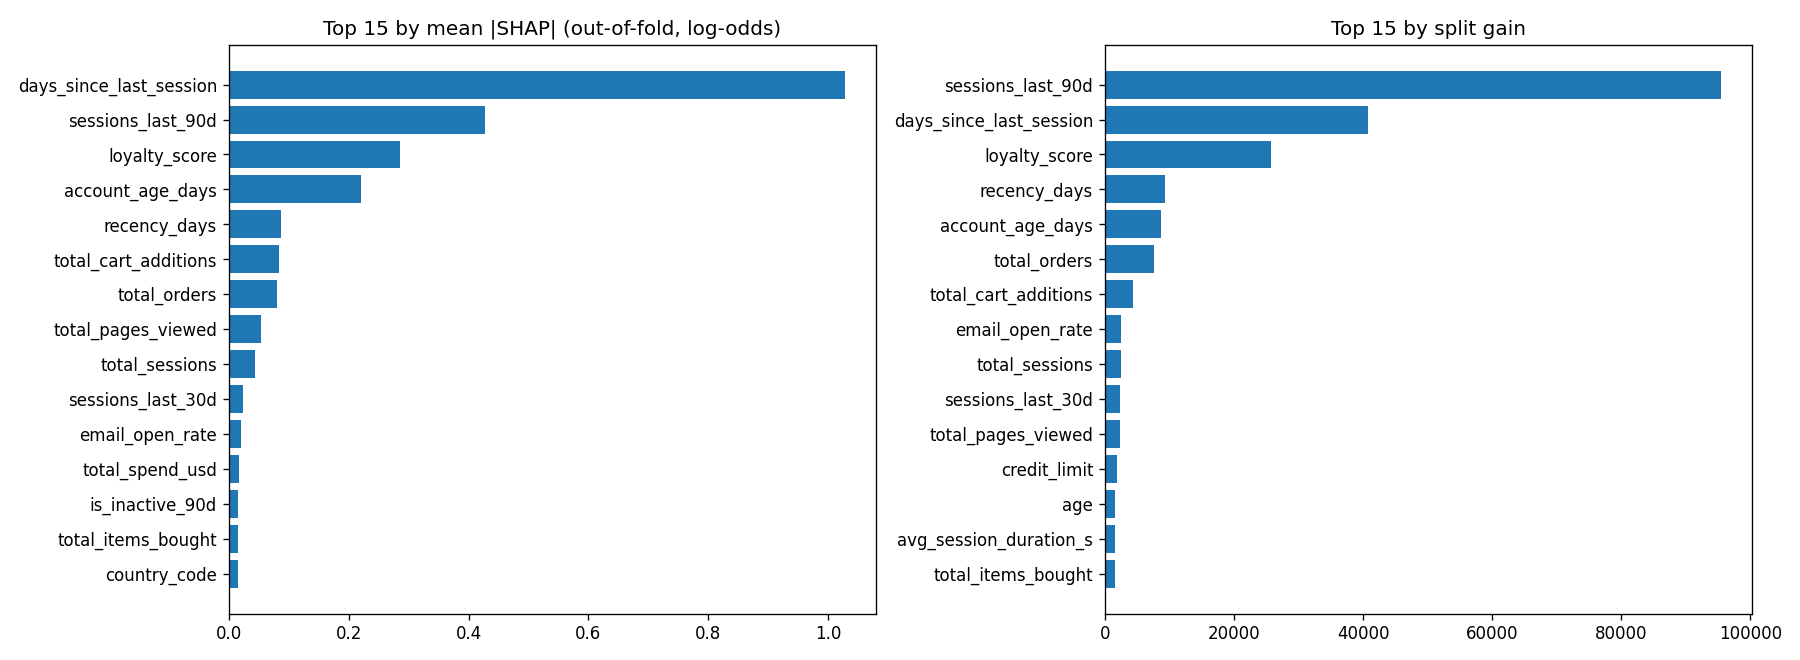 Top 15 by mean |SHAP| (out-of-fold, log-odds)
days_since_last_session
sessions_last_90d
loyalty_score
account_age_days
recency_days
total_cart_additions
total_orders
total_pages_viewed
total_sessions
sessions_last_30d
email_open_rate
total_spend_usd
is_inactive_90d
total_items_bought
country_code
0.0 0.2 0.4 0.6 0.8 1.0
Top 15 by split gain
sessions_last_90d
days_since_last_session
loyalty_score
recency_days
account_age_days
total_orders
total_cart_additions
email_open_rate
total_sessions
sessions_last_30d
total_pages_viewed
credit_limit
age
avg_session_duration_s
total_items_bought
0 20000 40000 60000 80000 100000